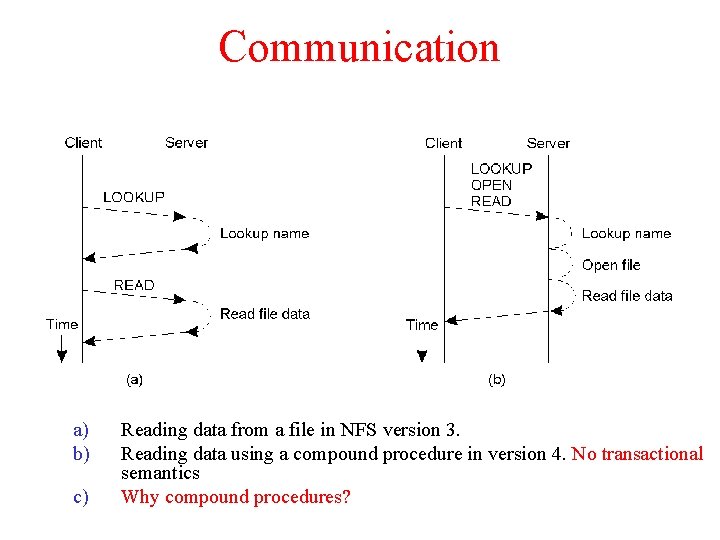 Communication
Client Server
LOOKUP
Lookup name
READ
Read file data
Time
(a)
Client Server
LOOKUP
OPEN
READ
Lookup name
Open file
Read file data
Time
(b)
a) Reading data from a file in NFS version 3.
b) Reading data using a compound procedure in version 4. No transactional
semantics
c) Why compound procedures?